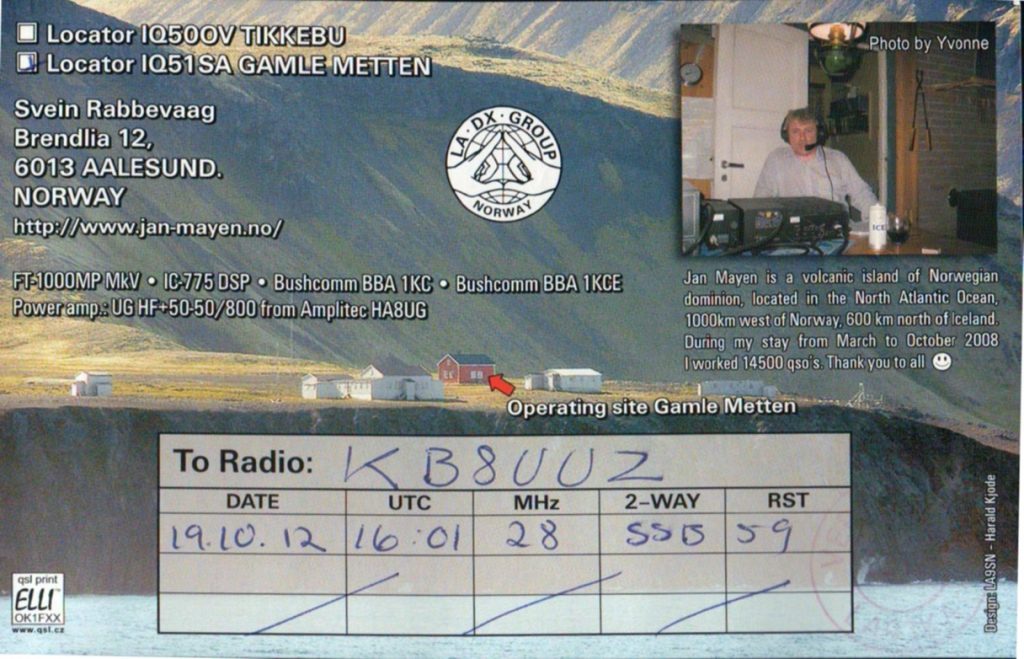 Locator IQ50OV TIKKEBU
Locator IQ51SA GAMLE METTEN
Svein Rabbevaag
Brendlia 12,
6013 AALESUND.
NORWAY
http://www.jan-mayen.no/
LA·DX·GROUP
NORWAY
Photo by Yvonne
ICE
FT-1000MP MkV • IC-775 DSP • Bushcomm BBA 1KC • Bushcomm BBA 1KCE
Power amp.: UG HF+50-50/800 from Amplitec HA8UG
Jan Mayen is a volcanic island of Norwegian
dominion, located in the North Atlantic Ocean,
1000km west of Norway, 600 km north of Iceland.
During my stay from March to October 2008
I worked 14500 qso's. Thank you to all
Operating site Gamle Metten
To Radio: KB8UUZ
DATE UTC MHz 2-WAY RST
19.10.12 16:01 28 SSB 59
qsl print
ELLI
OK1FXX
www.qsl.cz
Design: LA9SN - Harald Kjode